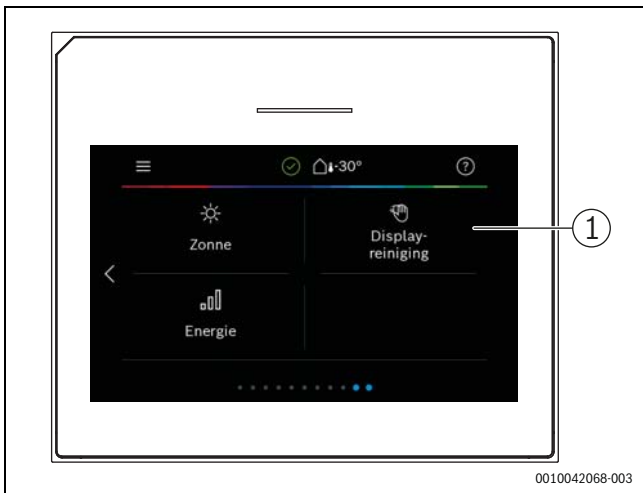 -30°
?
Zonne
Display-
reiniging
1
Energie
0010042068-003